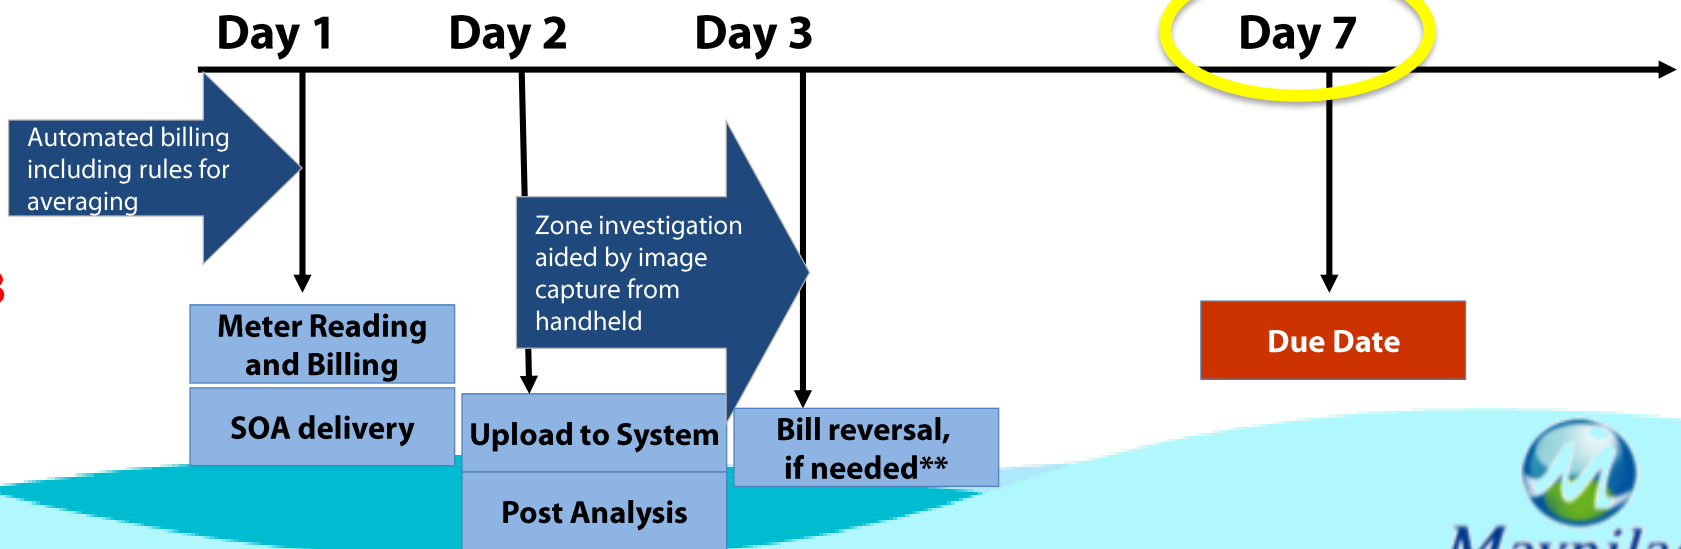 Day 1
Day 2
Day 3
Day 7
Automated billing
including rules for
averaging
Zone investigation
aided by image
capture from
handheld
Meter Reading
and Billing
SOA delivery
Upload to System
Post Analysis
Bill reversal,
if needed**
Due Date